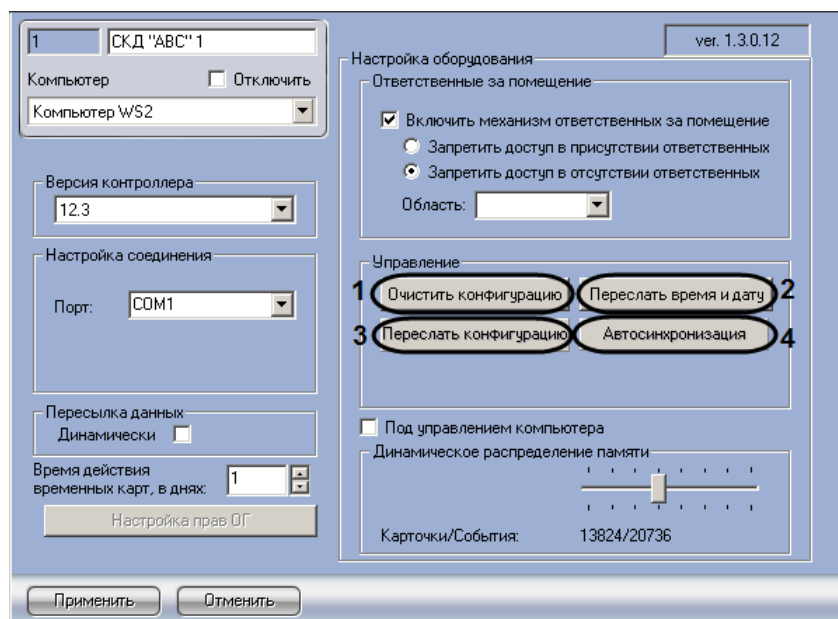 1
СКД "ABC" 1
Компьютер
Отключить
Компьютер WS2
Версия контроллера
12.3
Настройка соединения
Порт:
COM1
Пересылка данных
Динамически
Время действия
временных карт, в днях:
1
Настройка прав ОГ
ver. 1.3.0.12
Настройка оборудования
Ответственные за помещение
Включить механизм ответственных за помещение
Запретить доступ в присутствии ответственных
Запретить доступ в отсутствии ответственных
Область:
Управление
1 Очистить конфигурацию Переслать время и дату 2
3 Переслать конфигурацию Автосинхронизация 4
Под управлением компьютера
Динамическое распределение памяти
Карточки/События: 13824/20736
Применить Отменить